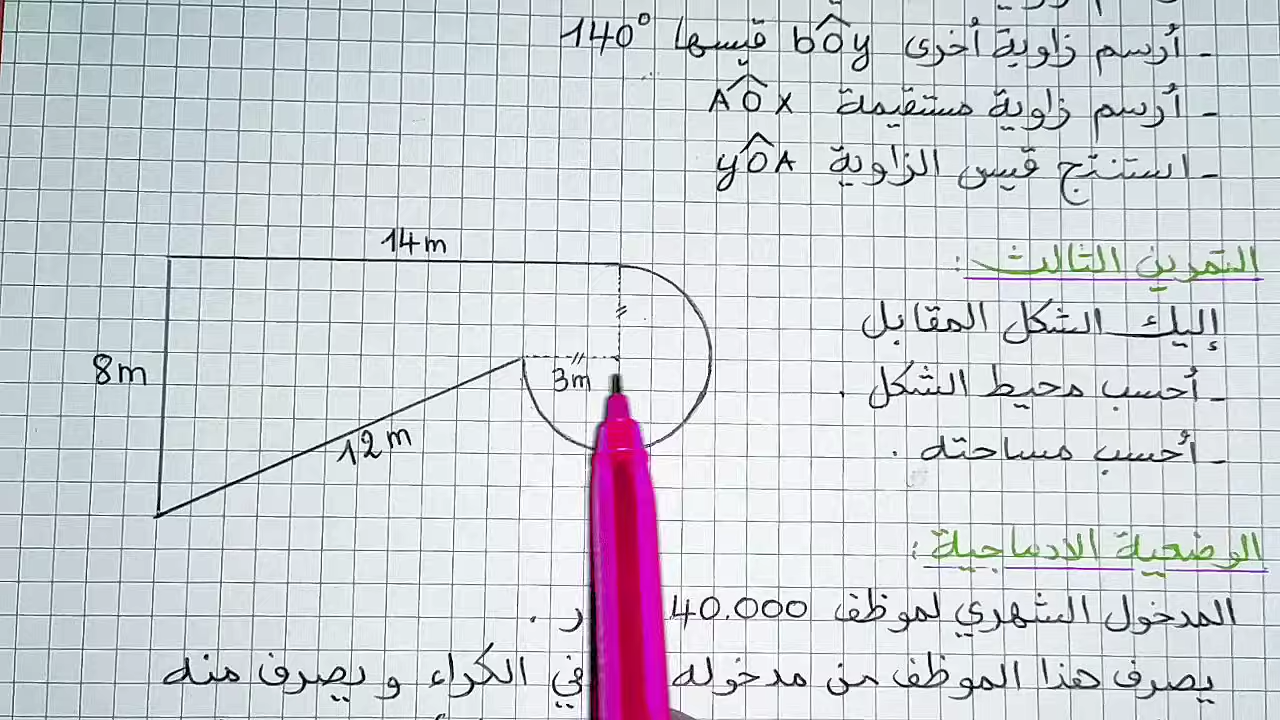 - أرسم زاوية أخرى bÔy قيسها 140°
- أرسم زاوية مستقيمة AÔX
- استنتج قيس الزاوية yÔA
التمرين الثالث :
إليك الشكل المقابل
- أحسب محيط الشكل .
- أحسب مساحته .
14m
8m
3m
12m
الوضعية الادماجية :
المدخول الشهري لموظف 40.000 ر .
يصرف هذا الموظف من مدخوله في الكراء و يصرف منه